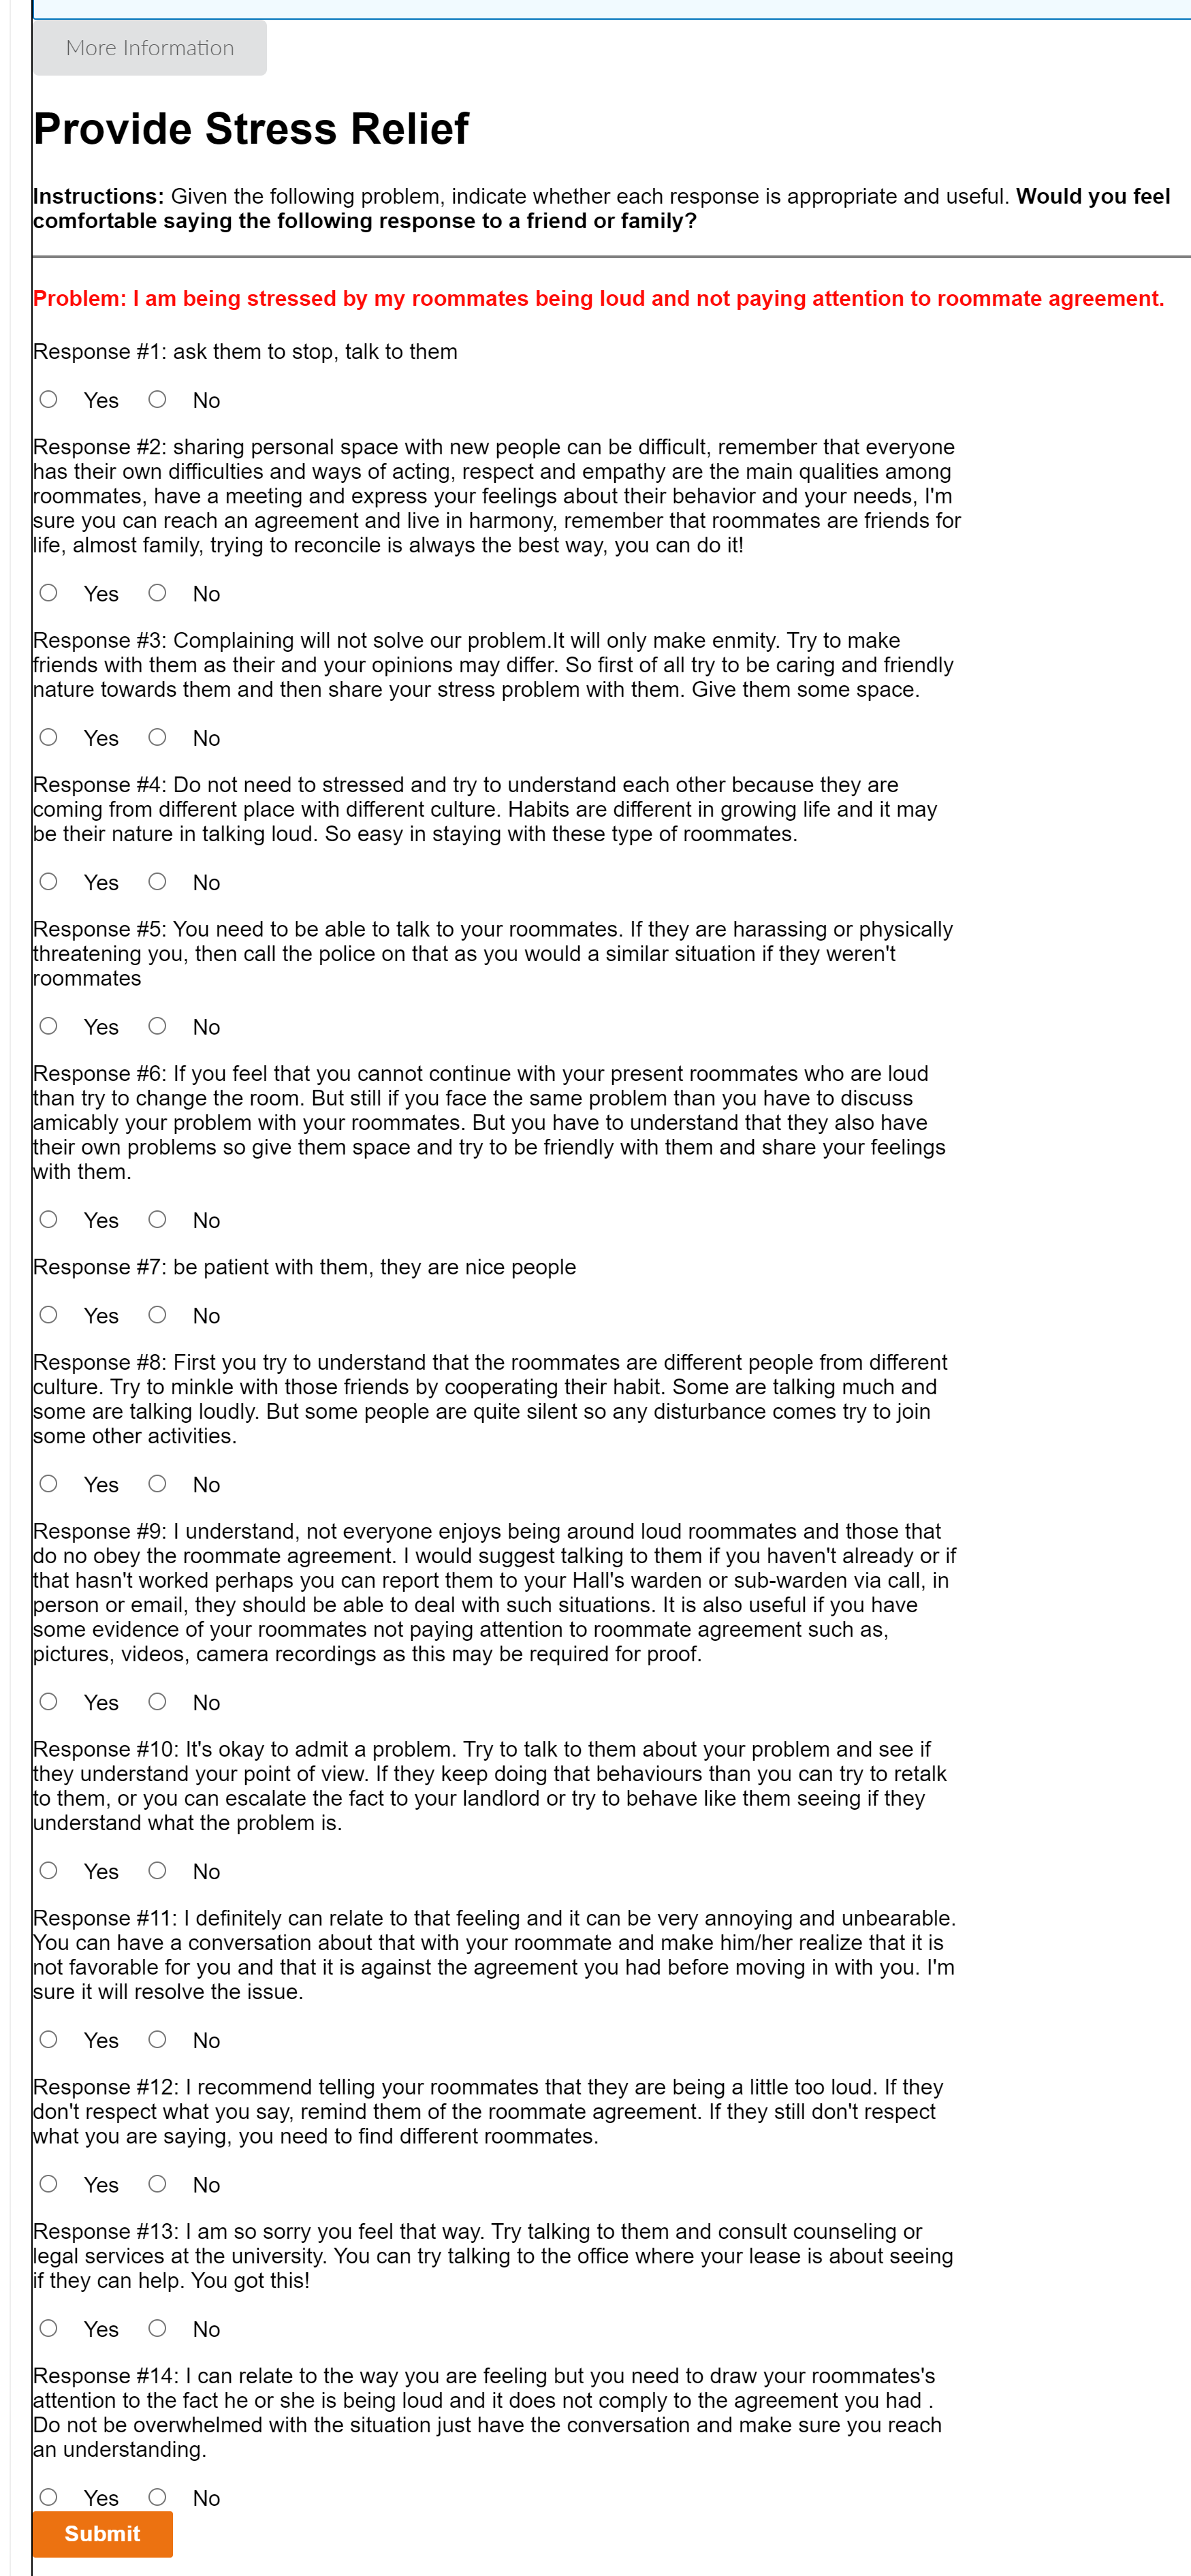 More Information
Provide Stress Relief
Instructions: Given the following problem, indicate whether each response is appropriate and useful. Would you feel
comfortable saying the following response to a friend or family?
Problem: I am being stressed by my roommates being loud and not paying attention to roommate agreement.
Response #1: ask them to stop, talk to them
Yes No
Response #2: sharing personal space with new people can be difficult, remember that everyone
has their own difficulties and ways of acting, respect and empathy are the main qualities among
roommates, have a meeting and express your feelings about their behavior and your needs, I'm
sure you can reach an agreement and live in harmony, remember that roommates are friends for
life, almost family, trying to reconcile is always the best way, you can do it!
Yes No
Response #3: Complaining will not solve our problem.It will only make enmity. Try to make
friends with them as their and your opinions may differ. So first of all try to be caring and friendly
nature towards them and then share your stress problem with them. Give them some space.
Yes No
Response #4: Do not need to stressed and try to understand each other because they are
coming from different place with different culture. Habits are different in growing life and it may
be their nature in talking loud. So easy in staying with these type of roommates.
Yes No
Response #5: You need to be able to talk to your roommates. If they are harassing or physically
threatening you, then call the police on that as you would a similar situation if they weren't
roommates
Yes No
Response #6: If you feel that you cannot continue with your present roommates who are loud
than try to change the room. But still if you face the same problem than you have to discuss
amicably your problem with your roommates. But you have to understand that they also have
their own problems so give them space and try to be friendly with them and share your feelings
with them.
Yes No
Response #7: be patient with them, they are nice people
Yes No
Response #8: First you try to understand that the roommates are different people from different
culture. Try to minkle with those friends by cooperating their habit. Some are talking much and
some are talking loudly. But some people are quite silent so any disturbance comes try to join
some other activities.
Yes No
Response #9: I understand, not everyone enjoys being around loud roommates and those that
do no obey the roommate agreement. I would suggest talking to them if you haven't already or if
that hasn't worked perhaps you can report them to your Hall's warden or sub-warden via call, in
person or email, they should be able to deal with such situations. It is also useful if you have
some evidence of your roommates not paying attention to roommate agreement such as,
pictures, videos, camera recordings as this may be required for proof.
Yes No
Response #10: It's okay to admit a problem. Try to talk to them about your problem and see if
they understand your point of view. If they keep doing that behaviours than you can try to retalk
to them, or you can escalate the fact to your landlord or try to behave like them seeing if they
understand what the problem is.
Yes No
Response #11: I definitely can relate to that feeling and it can be very annoying and unbearable.
You can have a conversation about that with your roommate and make him/her realize that it is
not favorable for you and that it is against the agreement you had before moving in with you. I'm
sure it will resolve the issue.
Yes No
Response #12: I recommend telling your roommates that they are being a little too loud. If they
don't respect what you say, remind them of the roommate agreement. If they still don't respect
what you are saying, you need to find different roommates.
Yes No
Response #13: I am so sorry you feel that way. Try talking to them and consult counseling or
legal services at the university. You can try talking to the office where your lease is about seeing
if they can help. You got this!
Yes No
Response #14: I can relate to the way you are feeling but you need to draw your roommates's
attention to the fact he or she is being loud and it does not comply to the agreement you had .
Do not be overwhelmed with the situation just have the conversation and make sure you reach
an understanding.
Yes No
Submit